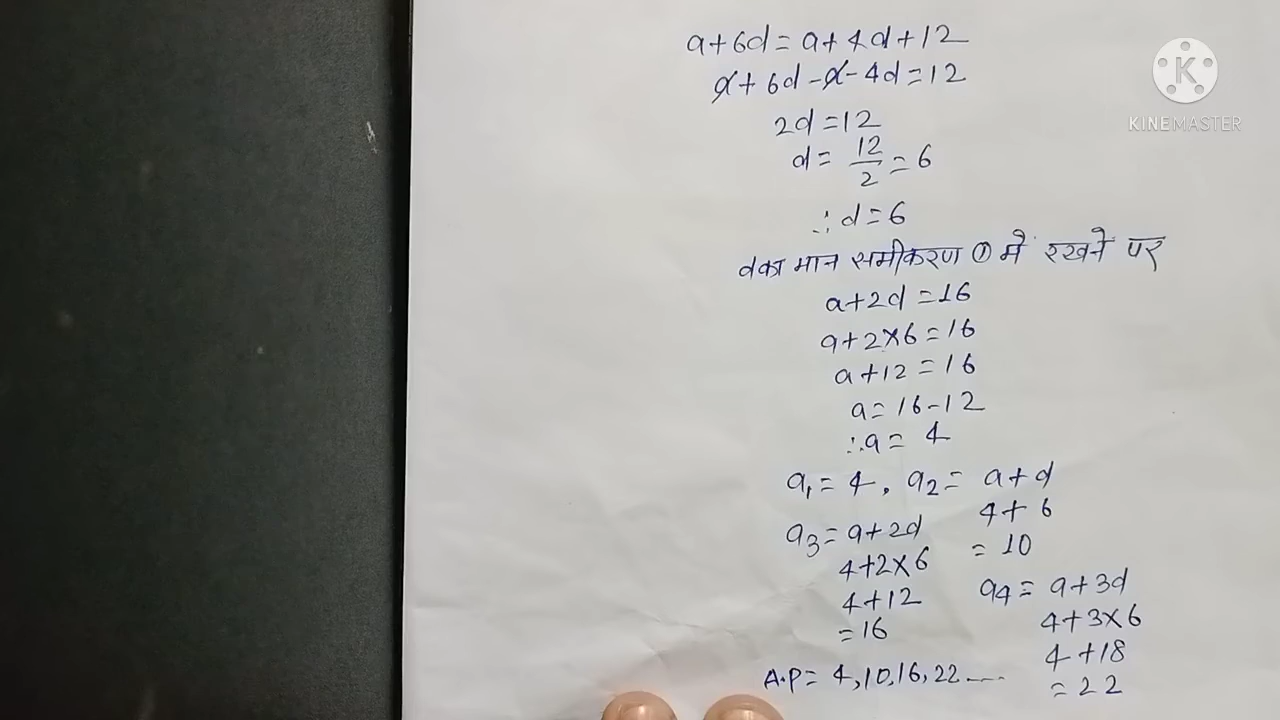 a+6d=a+4d+12
a+6d-a-4d=12
2d=12
d=12/2=6
∴d=6
dका मान समीकरण ① में रखने पर
a+2d=16
a+2×6=16
a+12=16
a=16-12
∴a=4
a₁=4, a₂=a+d
4+6
=10
a₃=a+2d
4+2×6
4+12
=16
a₄=a+3d
4+3×6
4+18
=22
A.P=4,10,16,22----
K
KINEMASTER